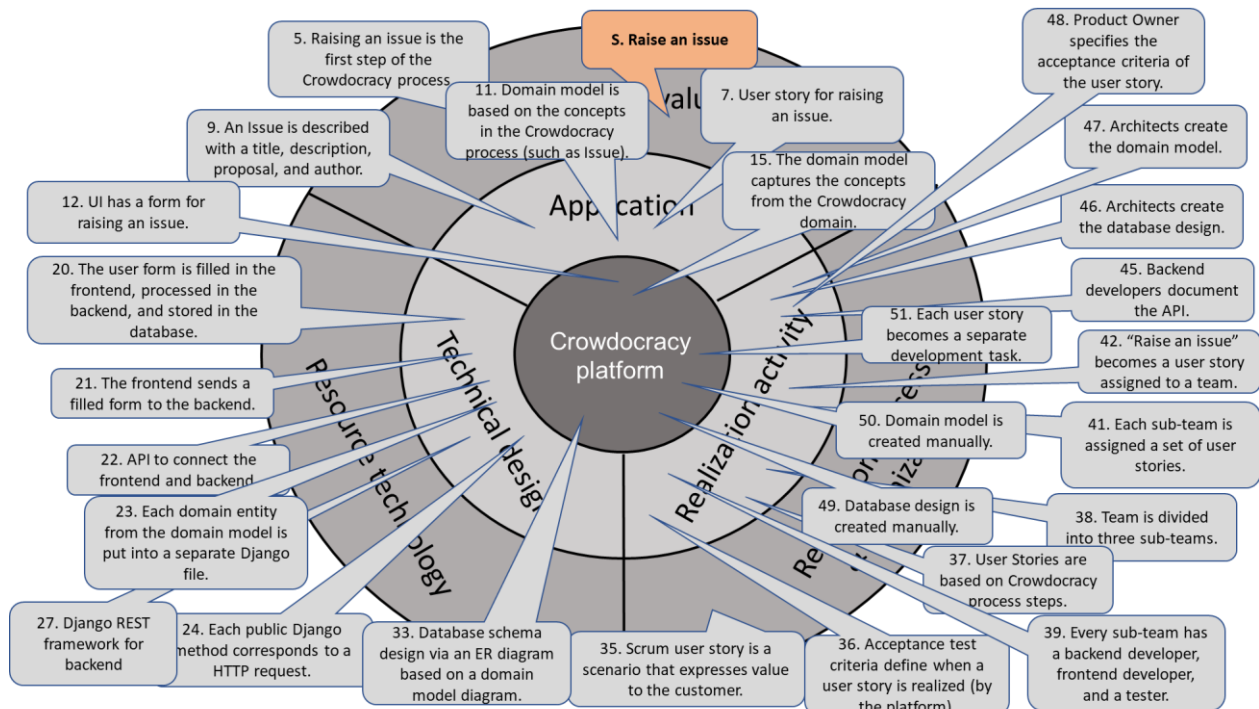 5. Raising an issue is the
first step of the
Crowdocracy process
S. Raise an issue
48. Product Owner
specifies the
acceptance criteria
of the user story.
11. Domain model is
based on the concepts
in the Crowdocracy
process (such as Issue).
7. User story for raising
an issue.
9. An Issue is described
with a title, description,
proposal, and author.
47. Architects create
the domain model.
15. The domain model
captures the concepts
from the Crowdocracy
domain.
12. UI has a form for
raising an issue.
Application
46. Architects create
the database design.
20. The user form is filled in the
frontend, processed in the
backend, and stored in the
database.
45. Backend
developers document
the API.
51. Each user story
becomes a separate
development task.
Crowdocracy
platform
42. “Raise an issue”
becomes a user story
assigned to a team.
21. The frontend sends a
filled form to the backend.
Resource technology
Technical design
Realization activity
50. Domain model is
created manually.
41. Each sub-team is
assigned a set of user
stories.
22. API to connect the
frontend and backend
23. Each domain entity
from the domain model is
put into a separate Django
file.
49. Database design is
created manually.
38. Team is divided
into three sub-teams.
37. User Stories are
based on Crowdocracy
process steps.
27. Django REST
framework for
backend
24. Each public Django
method corresponds to a
HTTP request.
33. Database schema
design via an ER diagram
based on a domain
model diagram.
35. Scrum user story is a
scenario that expresses value
to the customer.
36. Acceptance test
criteria define when a
user story is realized (by
the platform)
39. Every sub-team has
a backend developer,
frontend developer,
and a tester.